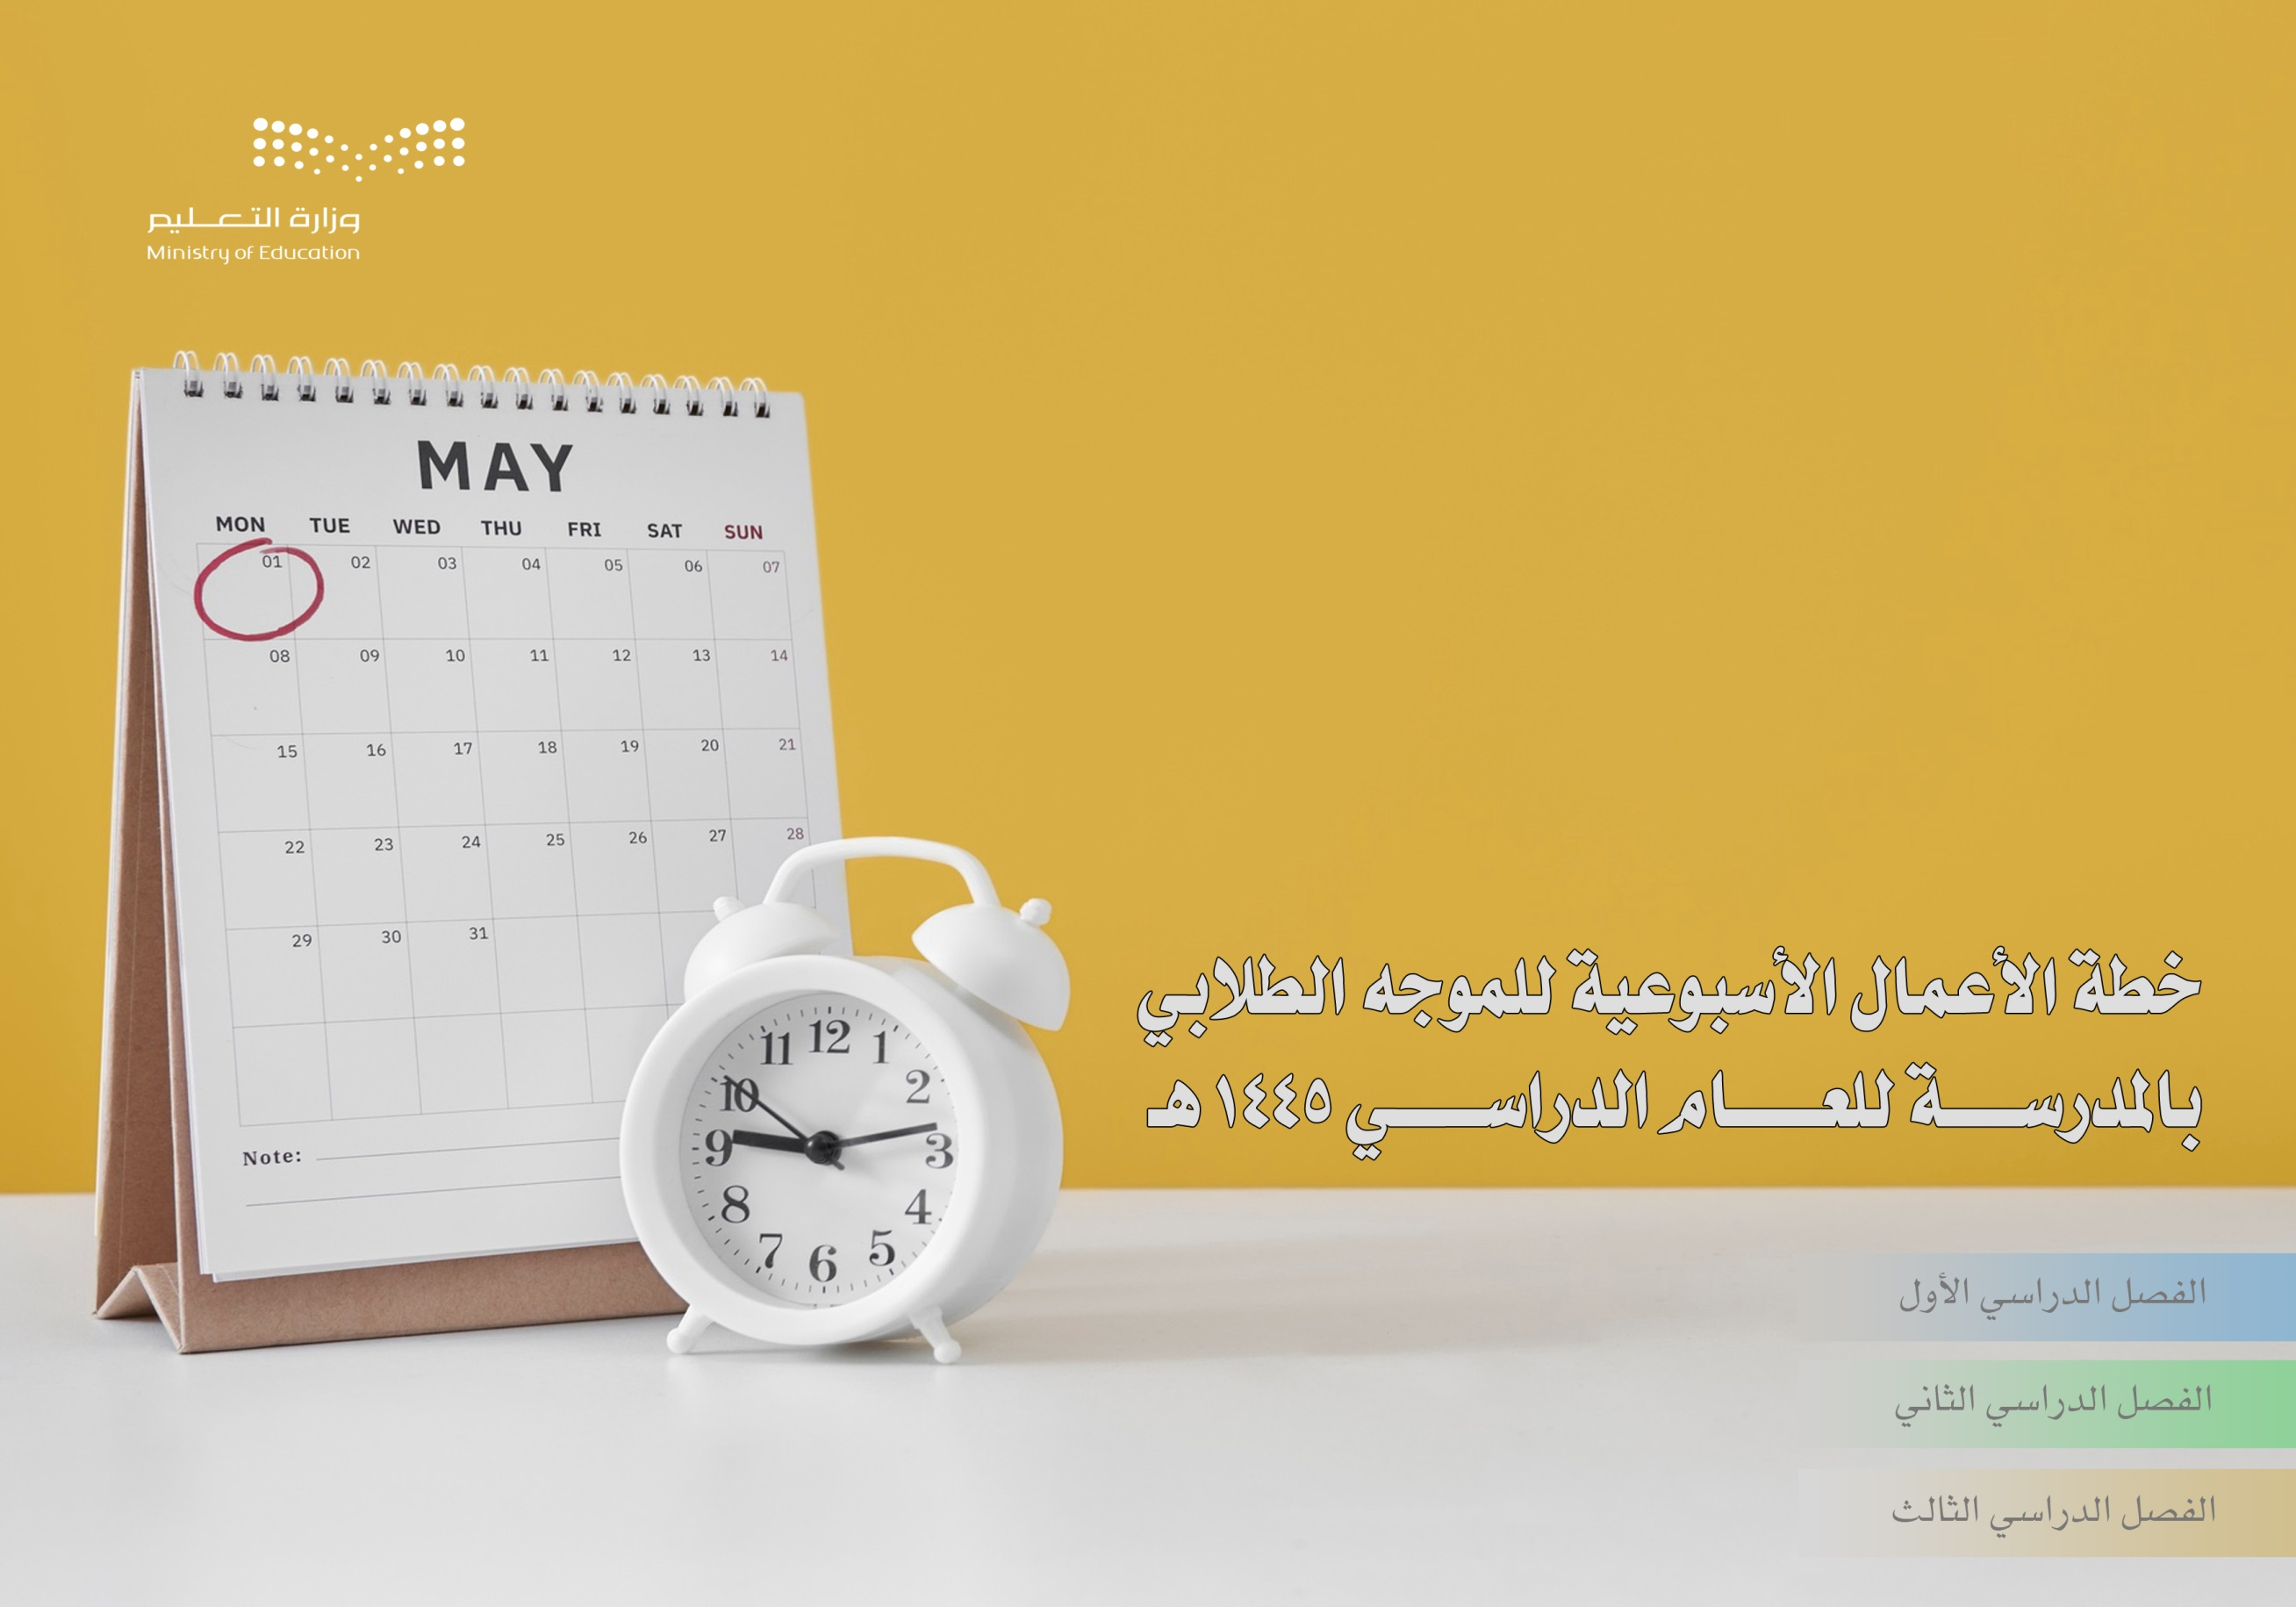 وزارة التعليم
Ministry of Education
MAY
MON TUE WED THU FRI SAT SUN
01 02 03 04 05 06 07
08 09 10 11 12 13 14
15 16 17 18 19 20 21
22 23 24 25 26 27 28
29 30 31
Note:
12
11 1
10 2
9 3
8 4
7 5
6
خطة الأعمال الأسبوعية للموجه الطلابي
بالمدرسة للعام الدراسي ١٤٤٥ هـ
الفصل الدراسي الأول
الفصل الدراسي الثاني
الفصل الدراسي الثالث